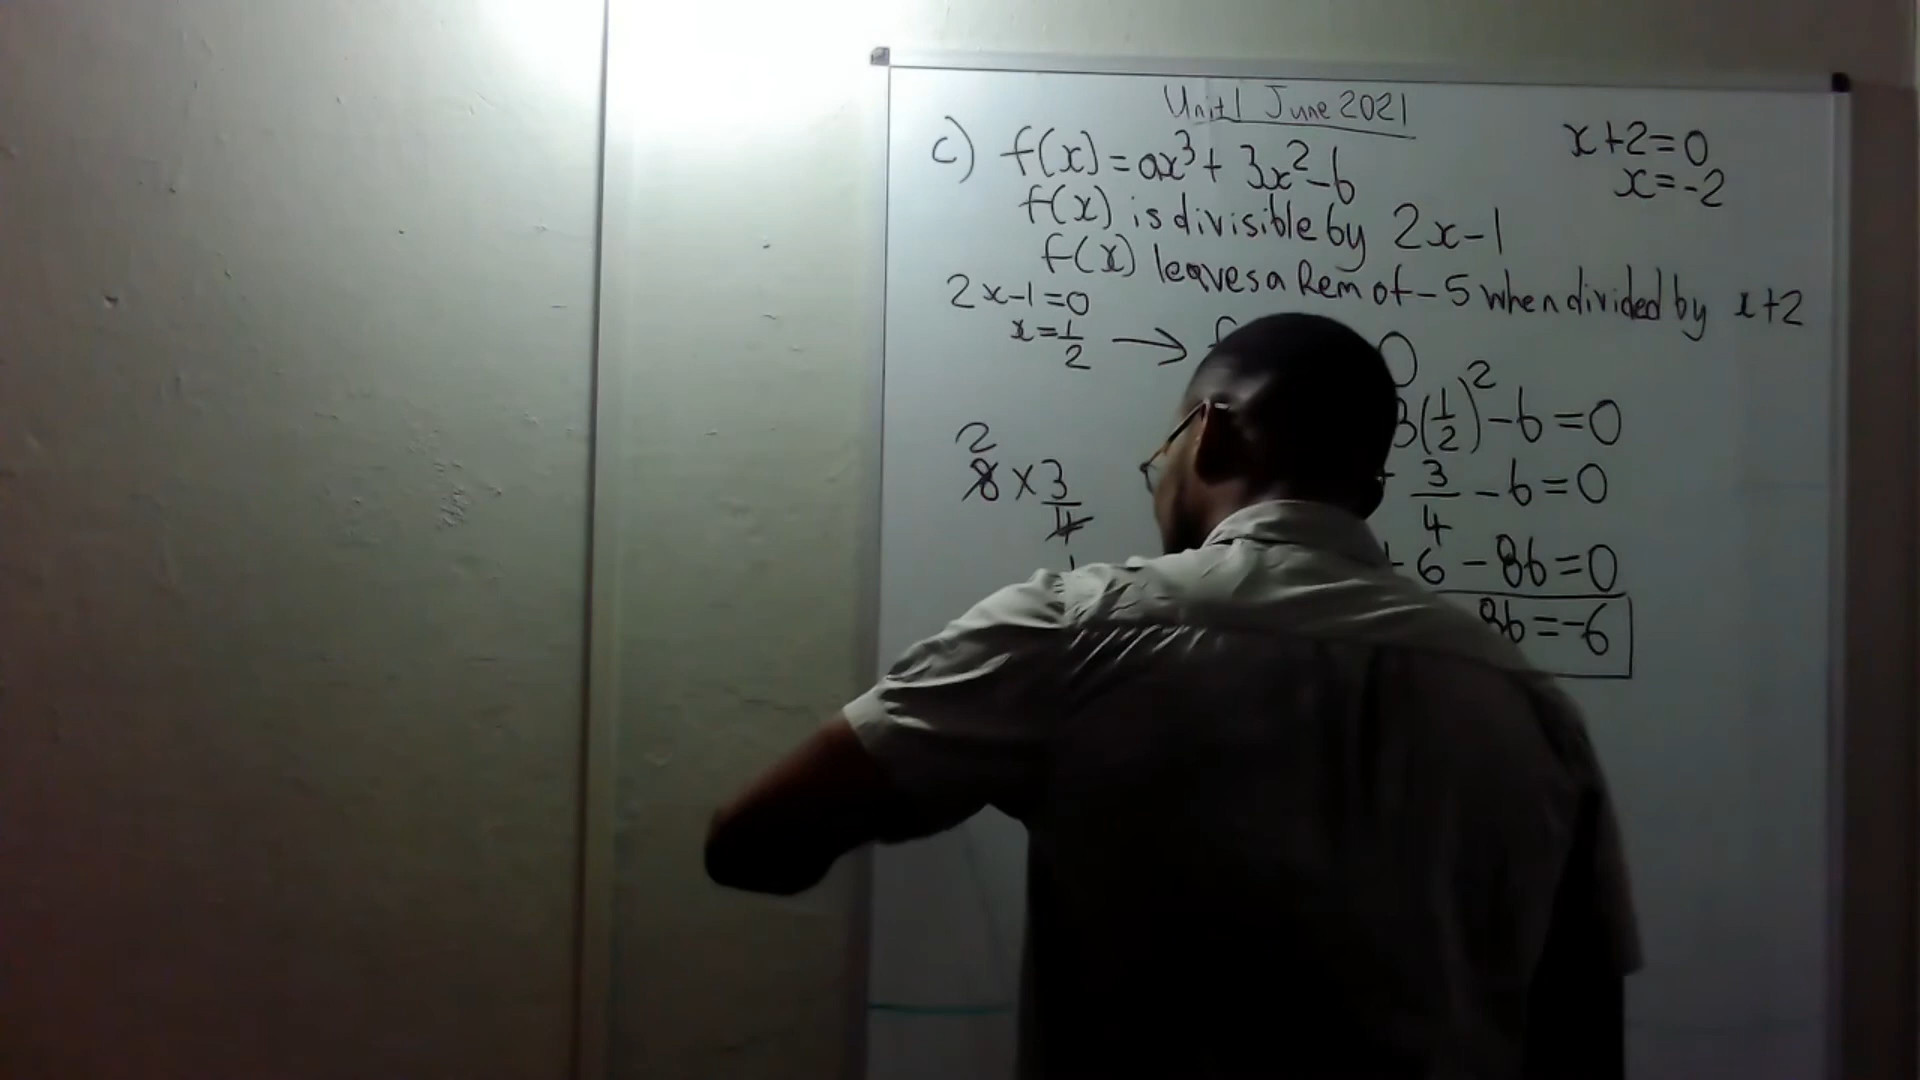 Unit 1 June 2021
c) f(x) = ax³ + 3x² - b
f(x) is divisible by 2x-1
f(x) leaves a Rem of -5 when divided by x+2
x+2=0
x=-2
2x-1=0
x=1/2 →
0
3(1/2)² - b = 0
2
8 × 3/4
1
3/4 - b = 0
+ 6 - 8b = 0
8b = -6